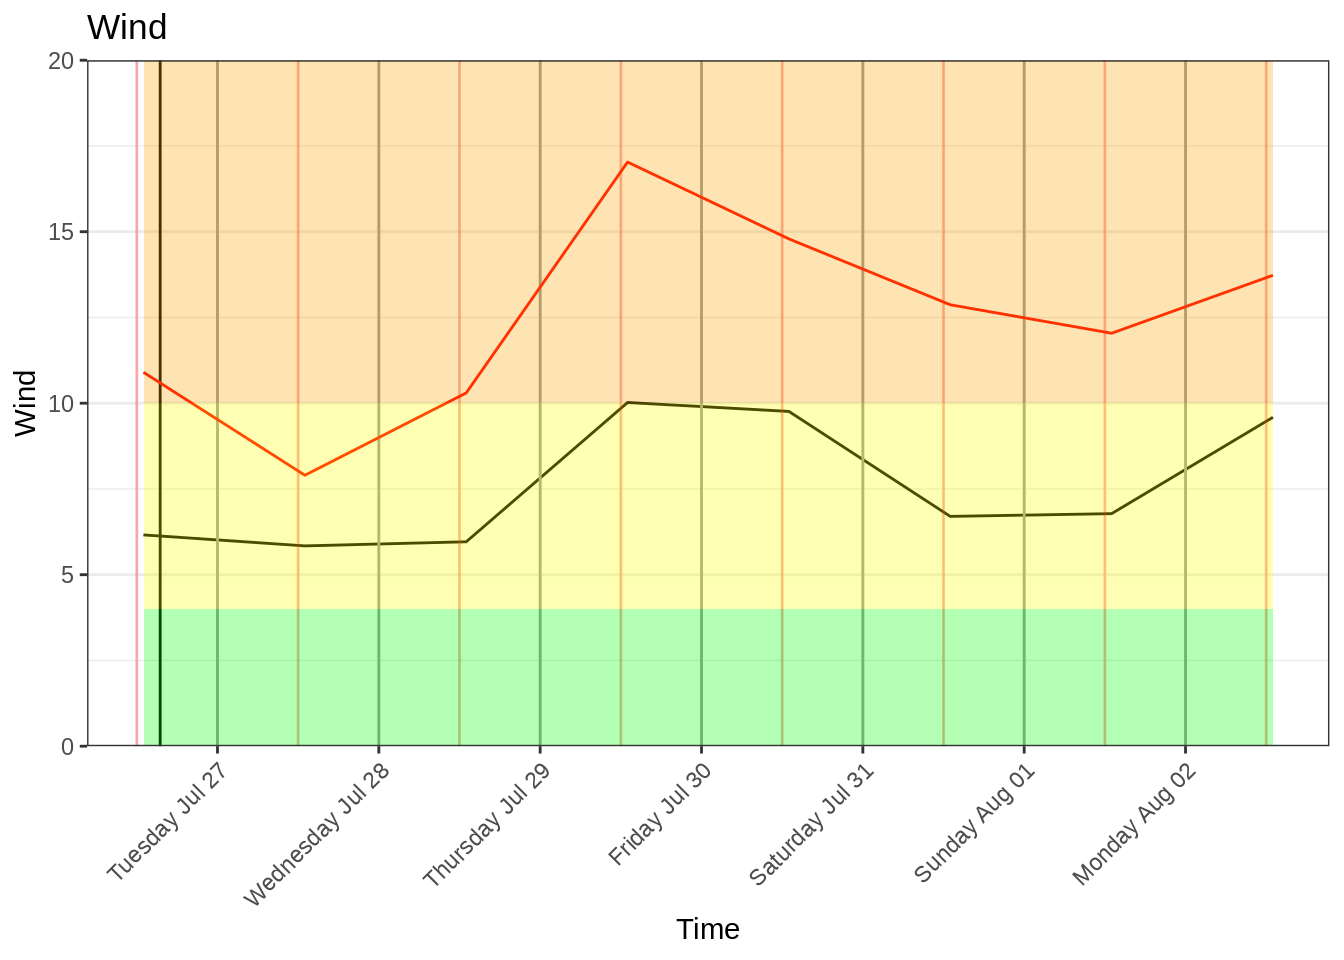 Wind
20
15
10
5
0
Wind
Tuesday Jul 27
Wednesday Jul 28
Thursday Jul 29
Friday Jul 30
Saturday Jul 31
Sunday Aug 01
Monday Aug 02
Time